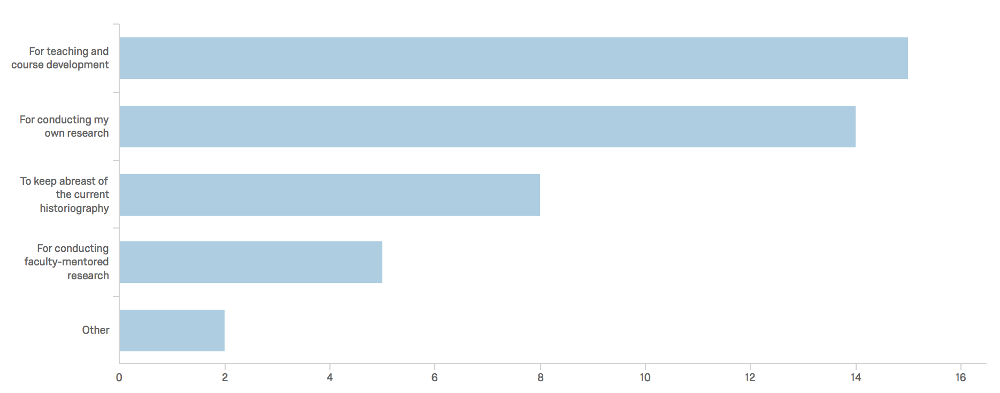 For teaching and
course development
For conducting my
own research
To keep abreast of
the current
historiography
For conducting
faculty-mentored
research
Other
0 2 4 6 8 10 12 14 16